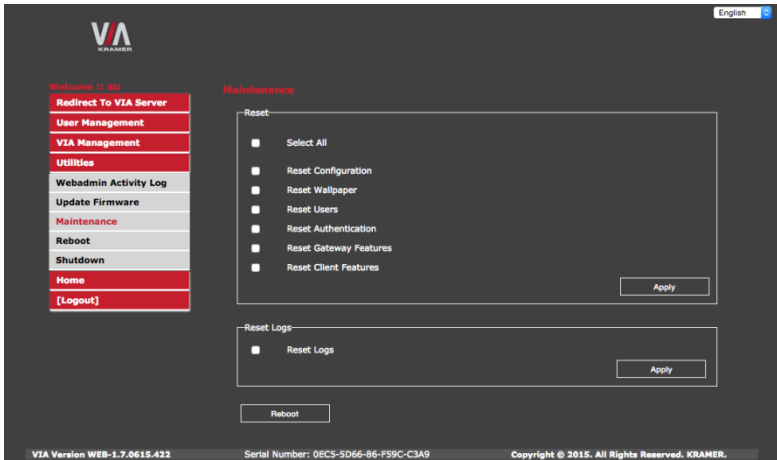 English
VIA
KRAMER
Welcome :: su
Redirect To VIA Server
User Management
VIA Management
Utilities
Webadmin Activity Log
Update Firmware
Maintenance
Reboot
Shutdown
Home
[Logout]
Maintenance
Reset
Select All
Reset Configuration
Reset Wallpaper
Reset Users
Reset Authentication
Reset Gateway Features
Reset Client Features
Apply
Reset Logs
Reset Logs
Apply
Reboot
VIA Version WEB-1.7.0615.422
Serial Number: 0EC5-5D66-86-F59C-C3A9
Copyright © 2015. All Rights Reserved. KRAMER.